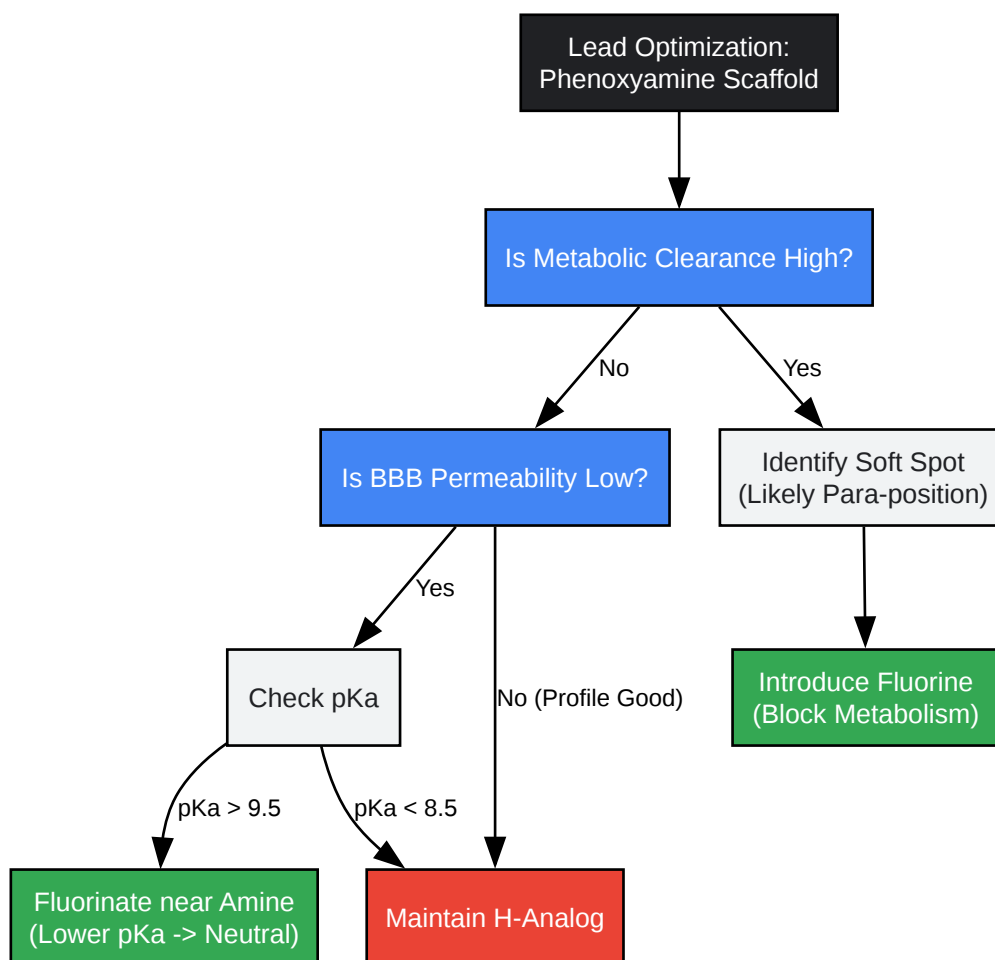 Lead Optimization:
Phenoxyamine Scaffold
Is Metabolic Clearance High?
No
Yes
Is BBB Permeability Low?
Identify Soft Spot
(Likely Para-position)
Yes
Check pKa
No (Profile Good)
Introduce Fluorine
(Block Metabolism)
pKa > 9.5
pKa < 8.5
Fluorinate near Amine
(Lower pKa -> Neutral)
Maintain H-Analog